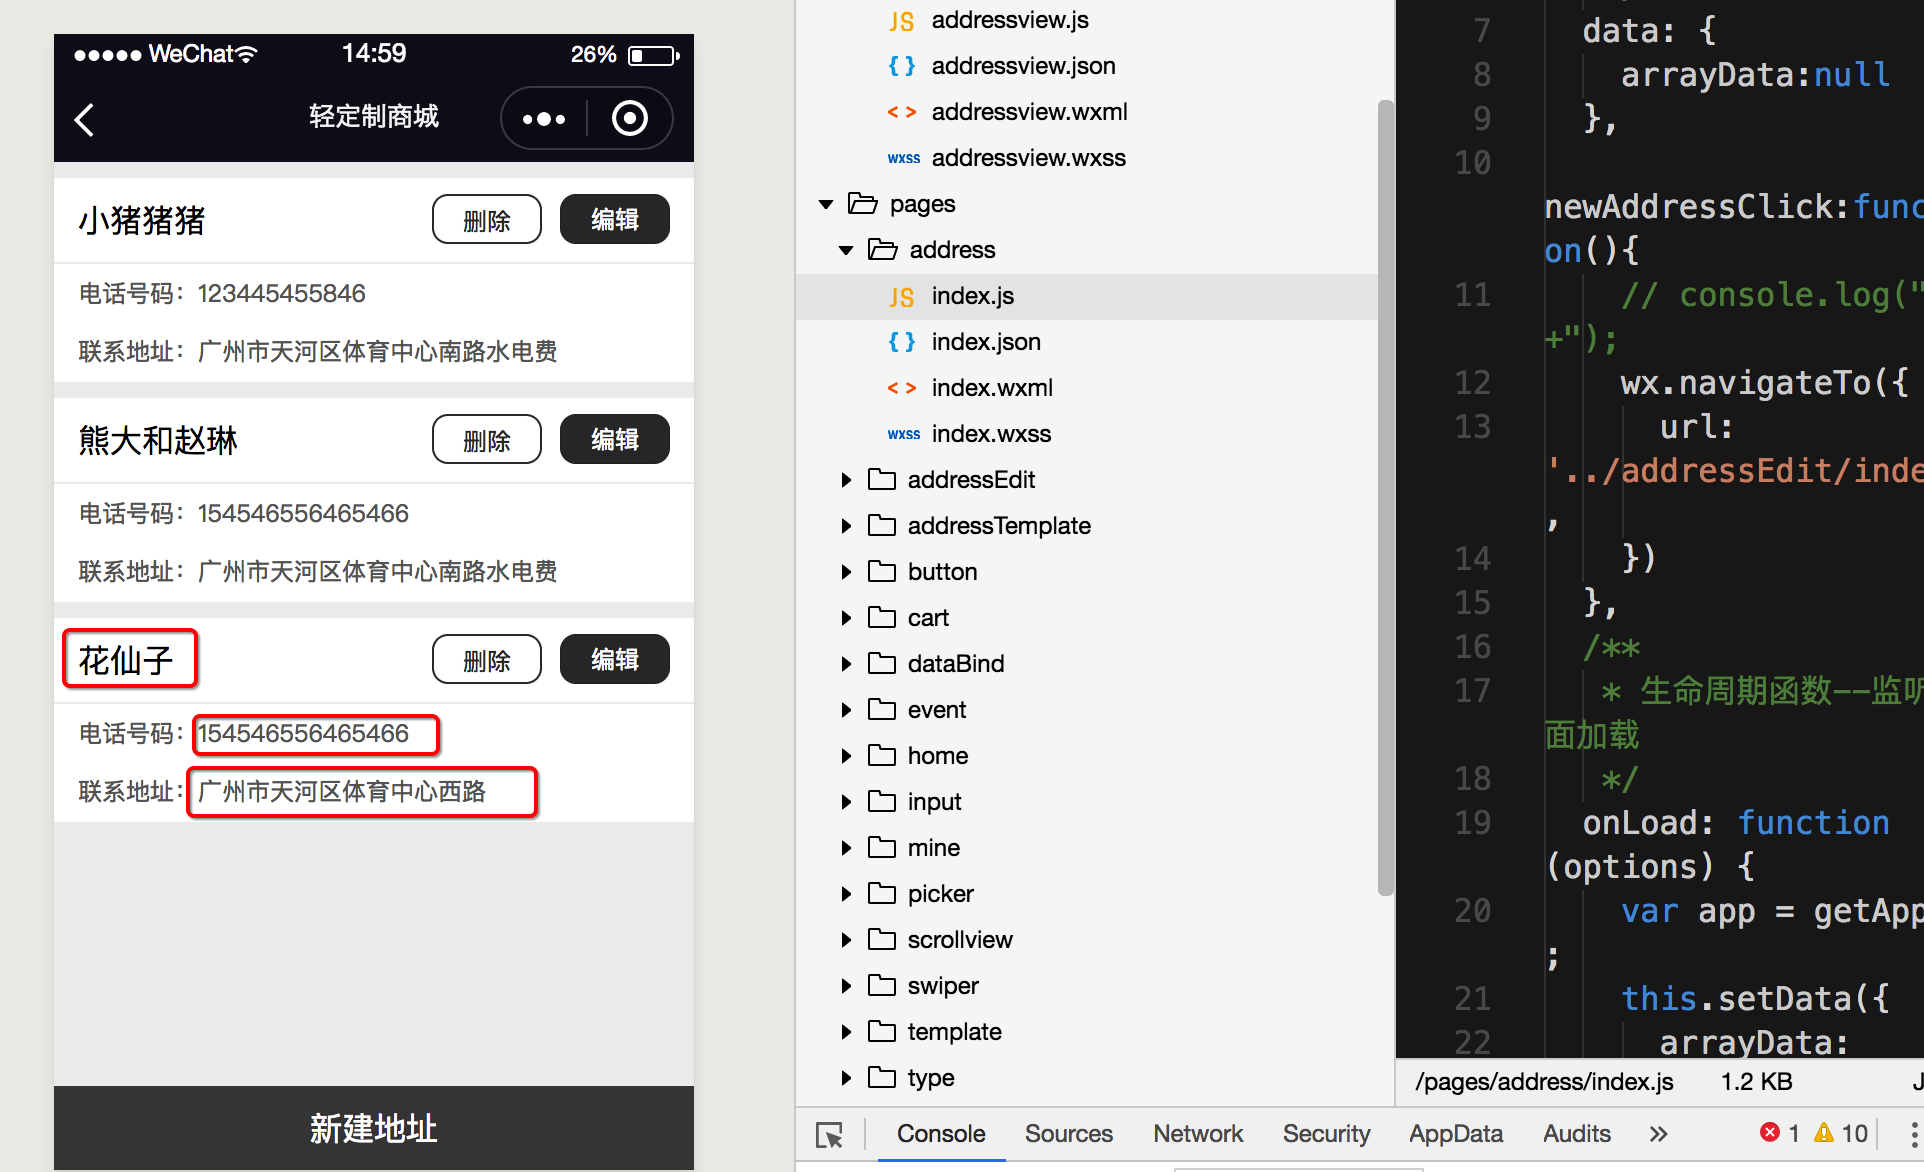 WeChat 14:59 26%
轻定制商城
小猪猪猪 删除 编辑
电话号码：123445455846
联系地址：广州市天河区体育中心南路水电费
熊大和赵琳 删除 编辑
电话号码：154546556465466
联系地址：广州市天河区体育中心南路水电费
花仙子 删除 编辑
电话号码：154546556465466
联系地址：广州市天河区体育中心西路
新建地址
JS addressview.js
{ } addressview.json
< > addressview.wxml
wxss addressview.wxss
pages
address
JS index.js
{ } index.json
< > index.wxml
wxss index.wxss
addressEdit
addressTemplate
button
cart
dataBind
event
home
input
mine
picker
scrollview
swiper
template
type
7 data: {
8 arrayData:null
9 },
10
newAddressClick:func
on(){
11 // console.log("
+");
12 wx.navigateTo({
13 url:
'../addressEdit/inde
,
14 })
15 },
16 /**
17 * 生命周期函数--监听
面加载
18 */
19 onLoad: function
(options) {
20 var app = getApp
;
21 this.setData({
22 arrayData:
/pages/address/index.js 1.2 KB J
Console Sources Network Security AppData Audits » 1 10